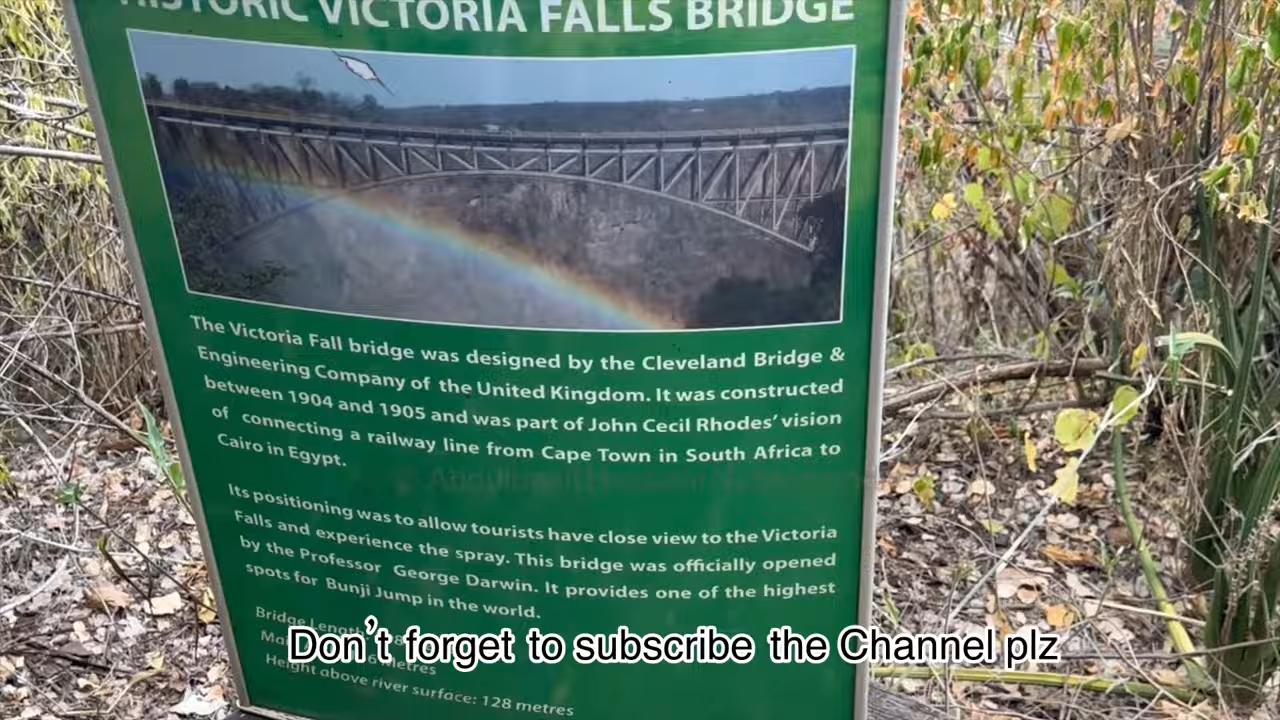 HISTORIC VICTORIA FALLS BRIDGE
The Victoria Fall bridge was designed by the Cleveland Bridge &
Engineering Company of the United Kingdom. It was constructed
between 1904 and 1905 and was part of John Cecil Rhodes' vision
of connecting a railway line from Cape Town in South Africa to
Cairo in Egypt.
Its positioning was to allow tourists have close view to the Victoria
Falls and experience the spray. This bridge was officially opened
by the Professor George Darwin. It provides one of the highest
spots for Bunji Jump in the world.
Bridge Length:
Metres
Height above river surface: 128 metres
Don't forget to subscribe the Channel plz